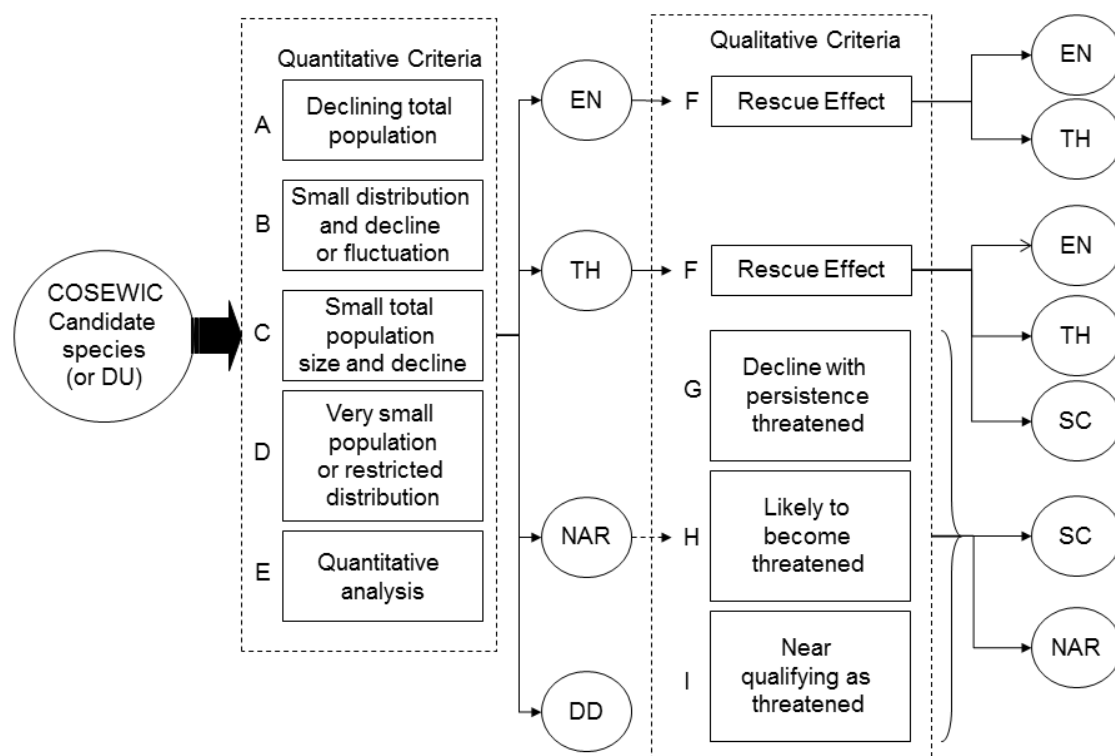 COSEWIC
Candidate
species
(or DU)
Quantitative Criteria
A
Declining total
population
B
Small distribution
and decline
or fluctuation
C
Small total
population
size and decline
D
Very small
population
or restricted
distribution
E
Quantitative
analysis
EN
TH
NAR
DD
Qualitative Criteria
F
Rescue Effect
F
Rescue Effect
G
Decline with
persistence
threatened
H
Likely to
become
threatened
I
Near
qualifying as
threatened
EN
TH
EN
TH
SC
SC
NAR